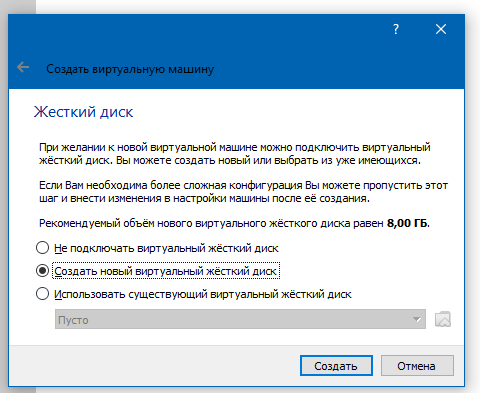 ?
Создать виртуальную машину
Жесткий диск
При желании к новой виртуальной машине можно подключить виртуальный
жёсткий диск. Вы можете создать новый или выбрать из уже имеющихся.
Если Вам необходима более сложная конфигурация Вы можете пропустить этот
шаг и внести изменения в настройки машины после её создания.
Рекомендуемый объём нового виртуального жёсткого диска равен 8,00 ГБ.
Не подключать виртуальный жёсткий диск
Создать новый виртуальный жёсткий диск
Использовать существующий виртуальный жёсткий диск
Пусто
Создать
Отмена